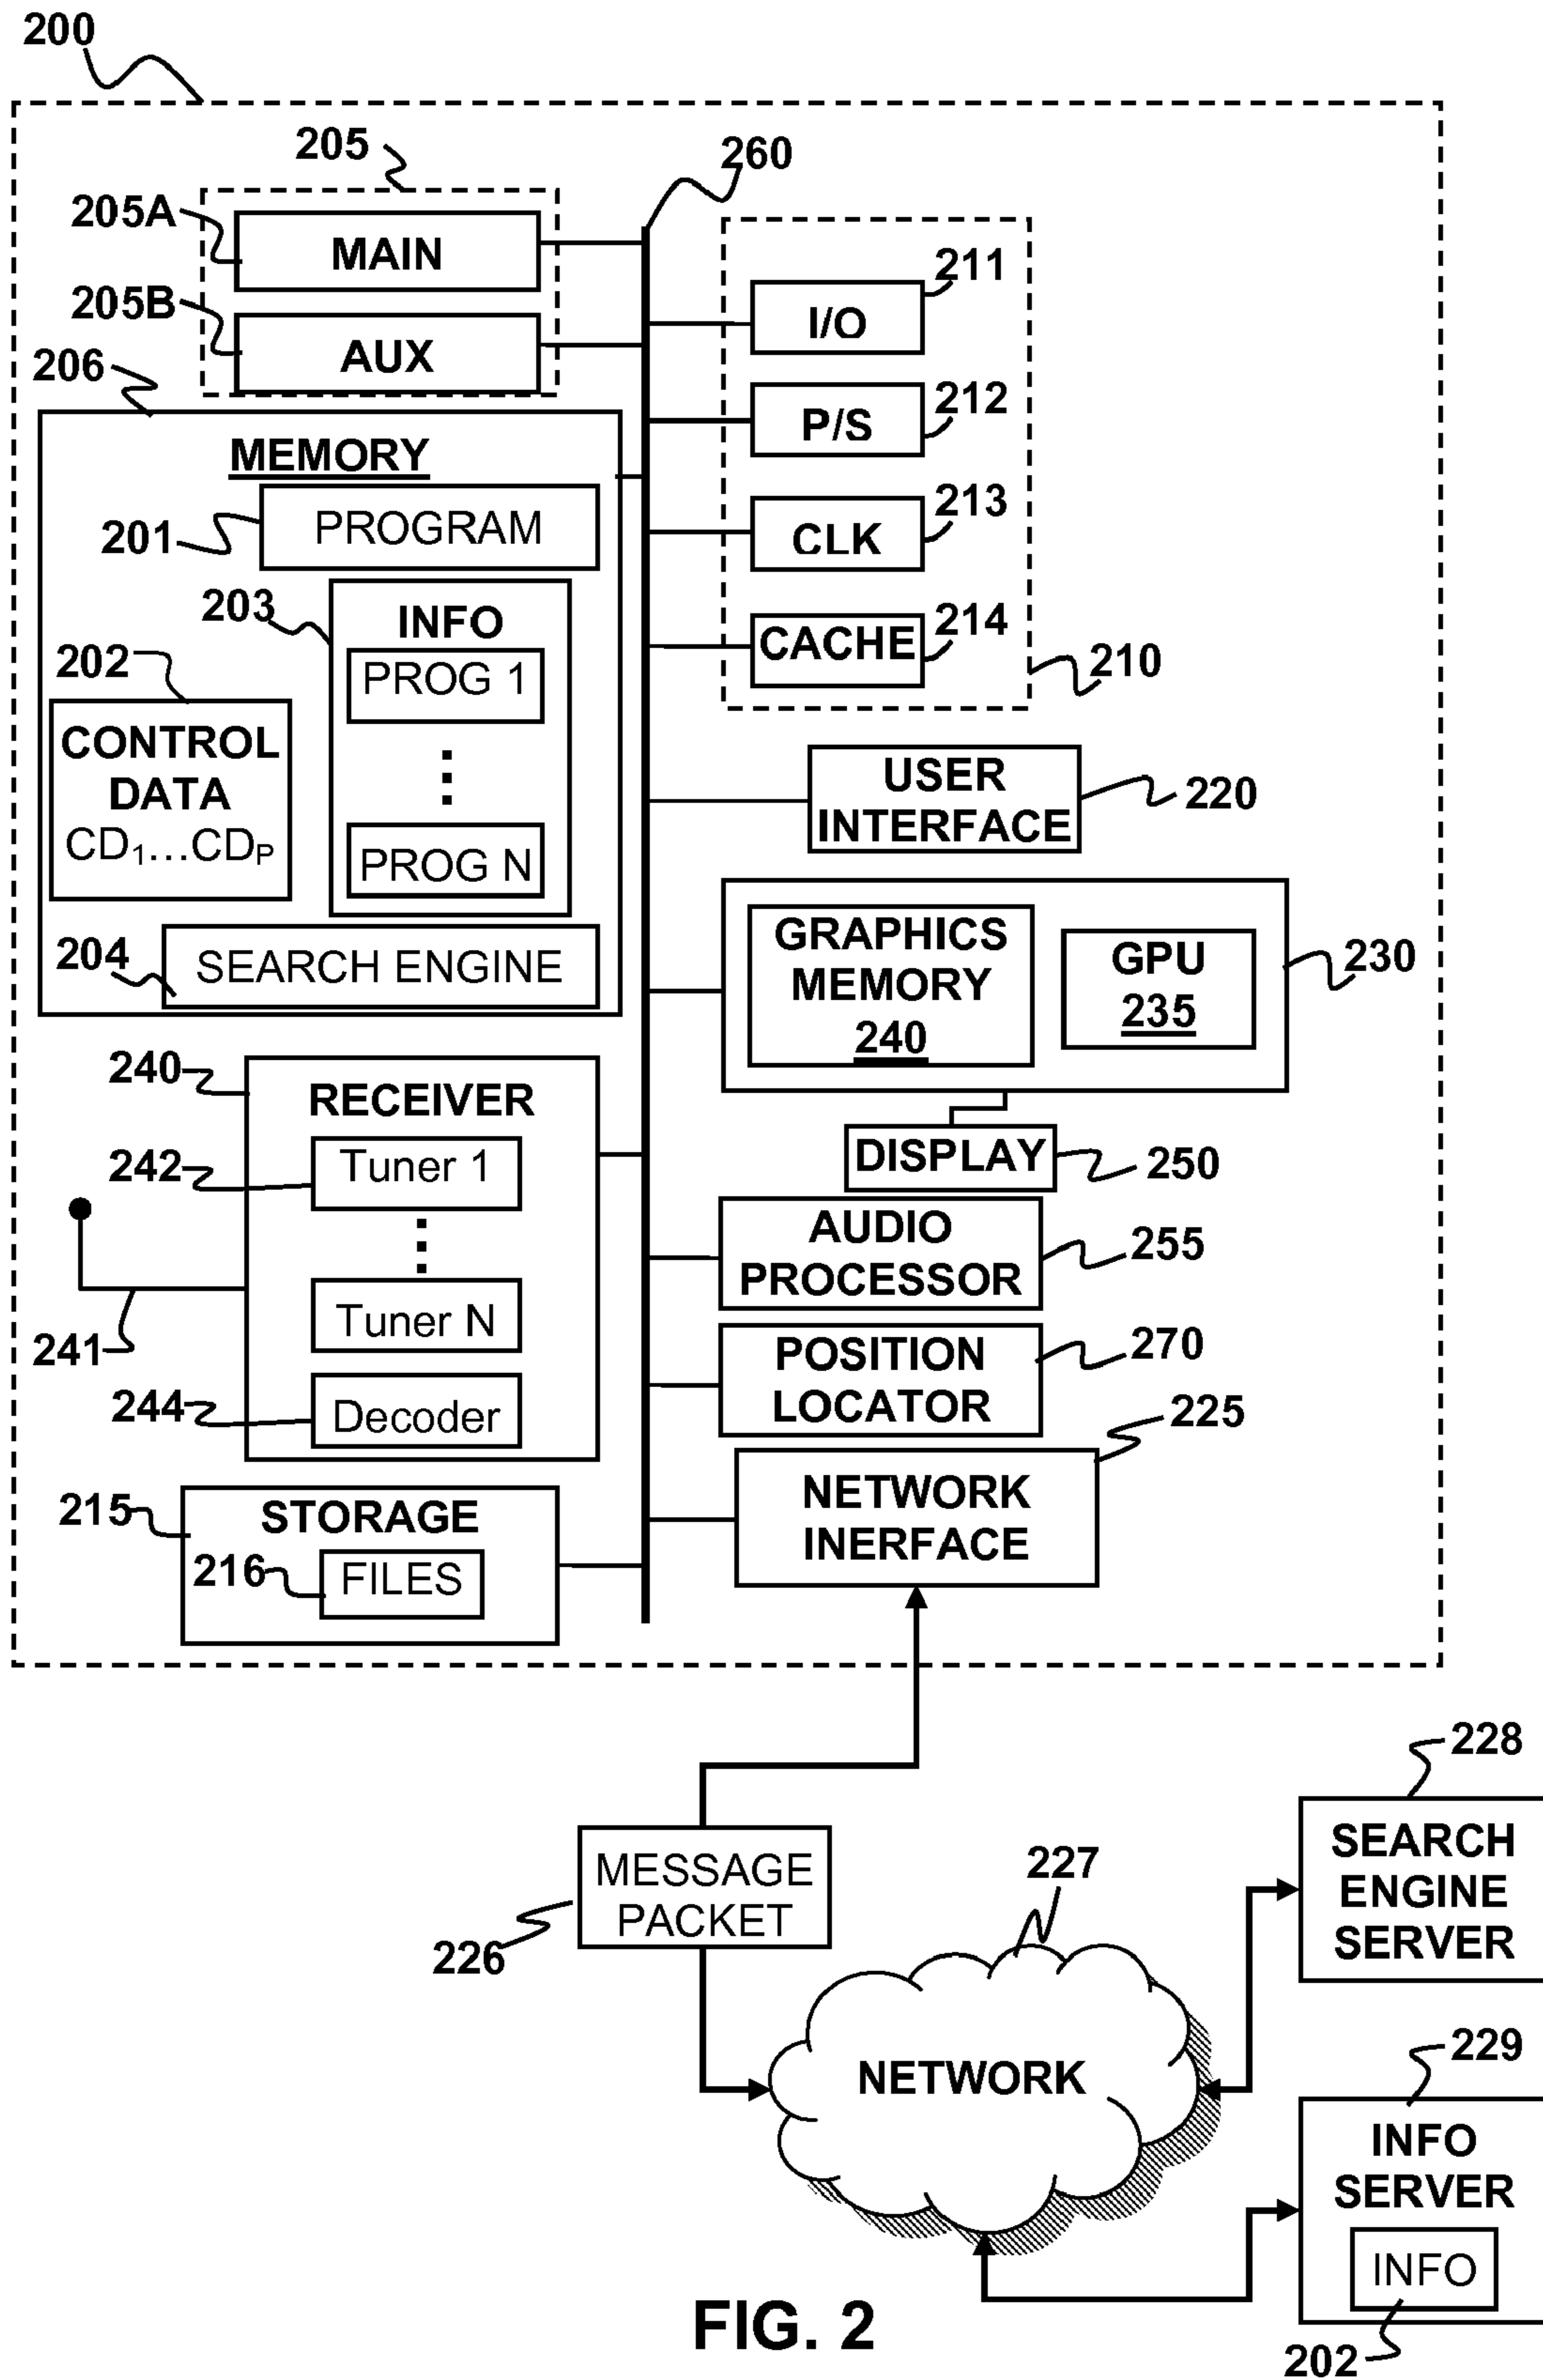 200
205
260
205A
MAIN
211
I/O
205B
AUX
206
212
P/S
MEMORY
201
PROGRAM
213
CLK
203
INFO
214
CACHE
202
PROG 1
210
CONTROL
DATA
CD₁...CDₚ
⋮
PROG N
USER
INTERFACE
220
204
SEARCH ENGINE
GRAPHICS
MEMORY
240
GPU
235
230
240
RECEIVER
242
Tuner 1
⋮
DISPLAY
250
AUDIO
PROCESSOR
255
241
Tuner N
POSITION
LOCATOR
270
244
Decoder
225
NETWORK
INERFACE
215
STORAGE
216
FILES
228
SEARCH
ENGINE
SERVER
MESSAGE
PACKET
226
227
NETWORK
229
INFO
SERVER
INFO
202
FIG. 2